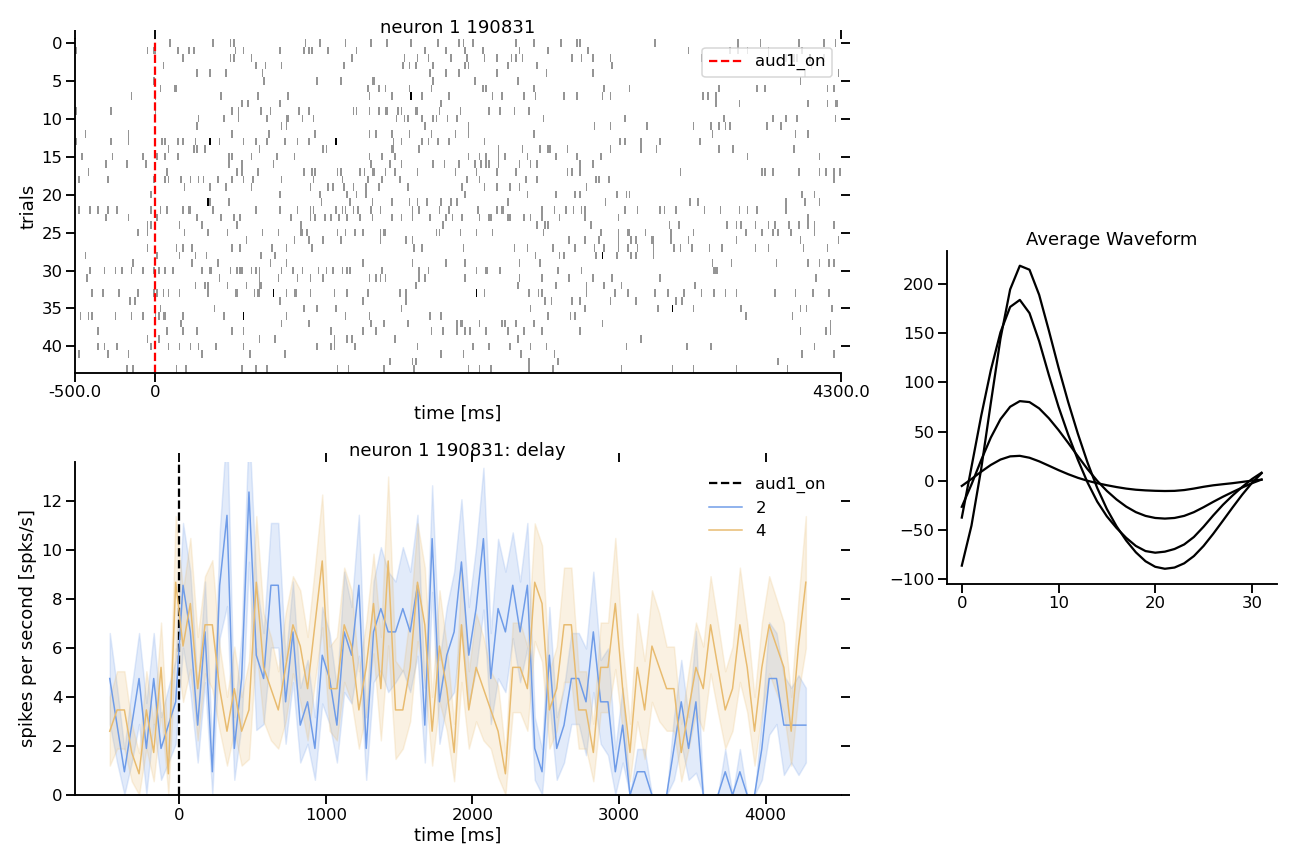 neuron 1 190831
trials
0
5
10
15
20
25
30
35
40
aud1_on
-500.0 0 4300.0
time [ms]
neuron 1 190831: delay
spikes per second [spks/s]
12
10
8
6
4
2
0
aud1_on
2
4
0 1000 2000 3000 4000
time [ms]
Average Waveform
200
150
100
50
0
−50
−100
0 10 20 30